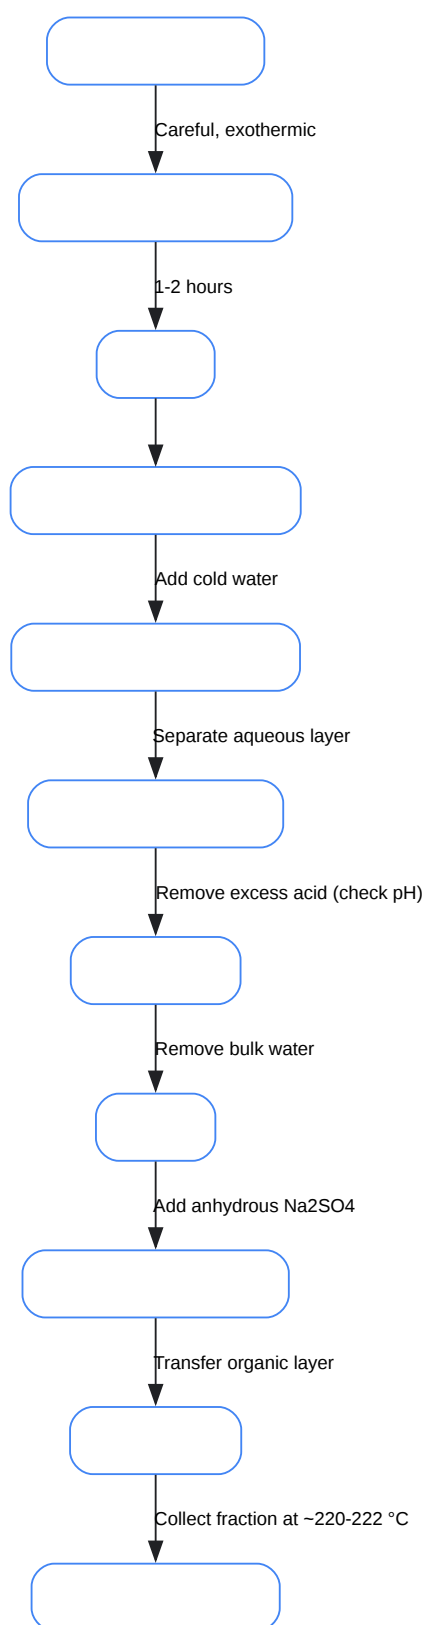 Careful, exothermic
1-2 hours
Add cold water
Separate aqueous layer
Remove excess acid (check pH)
Remove bulk water
Add anhydrous Na2SO4
Transfer organic layer
Collect fraction at ~220-222 °C